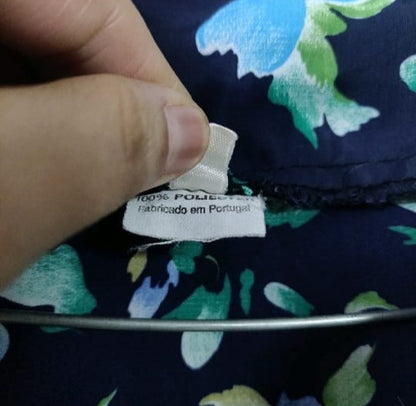 100% POLIESTER
Fabricado em Portugal